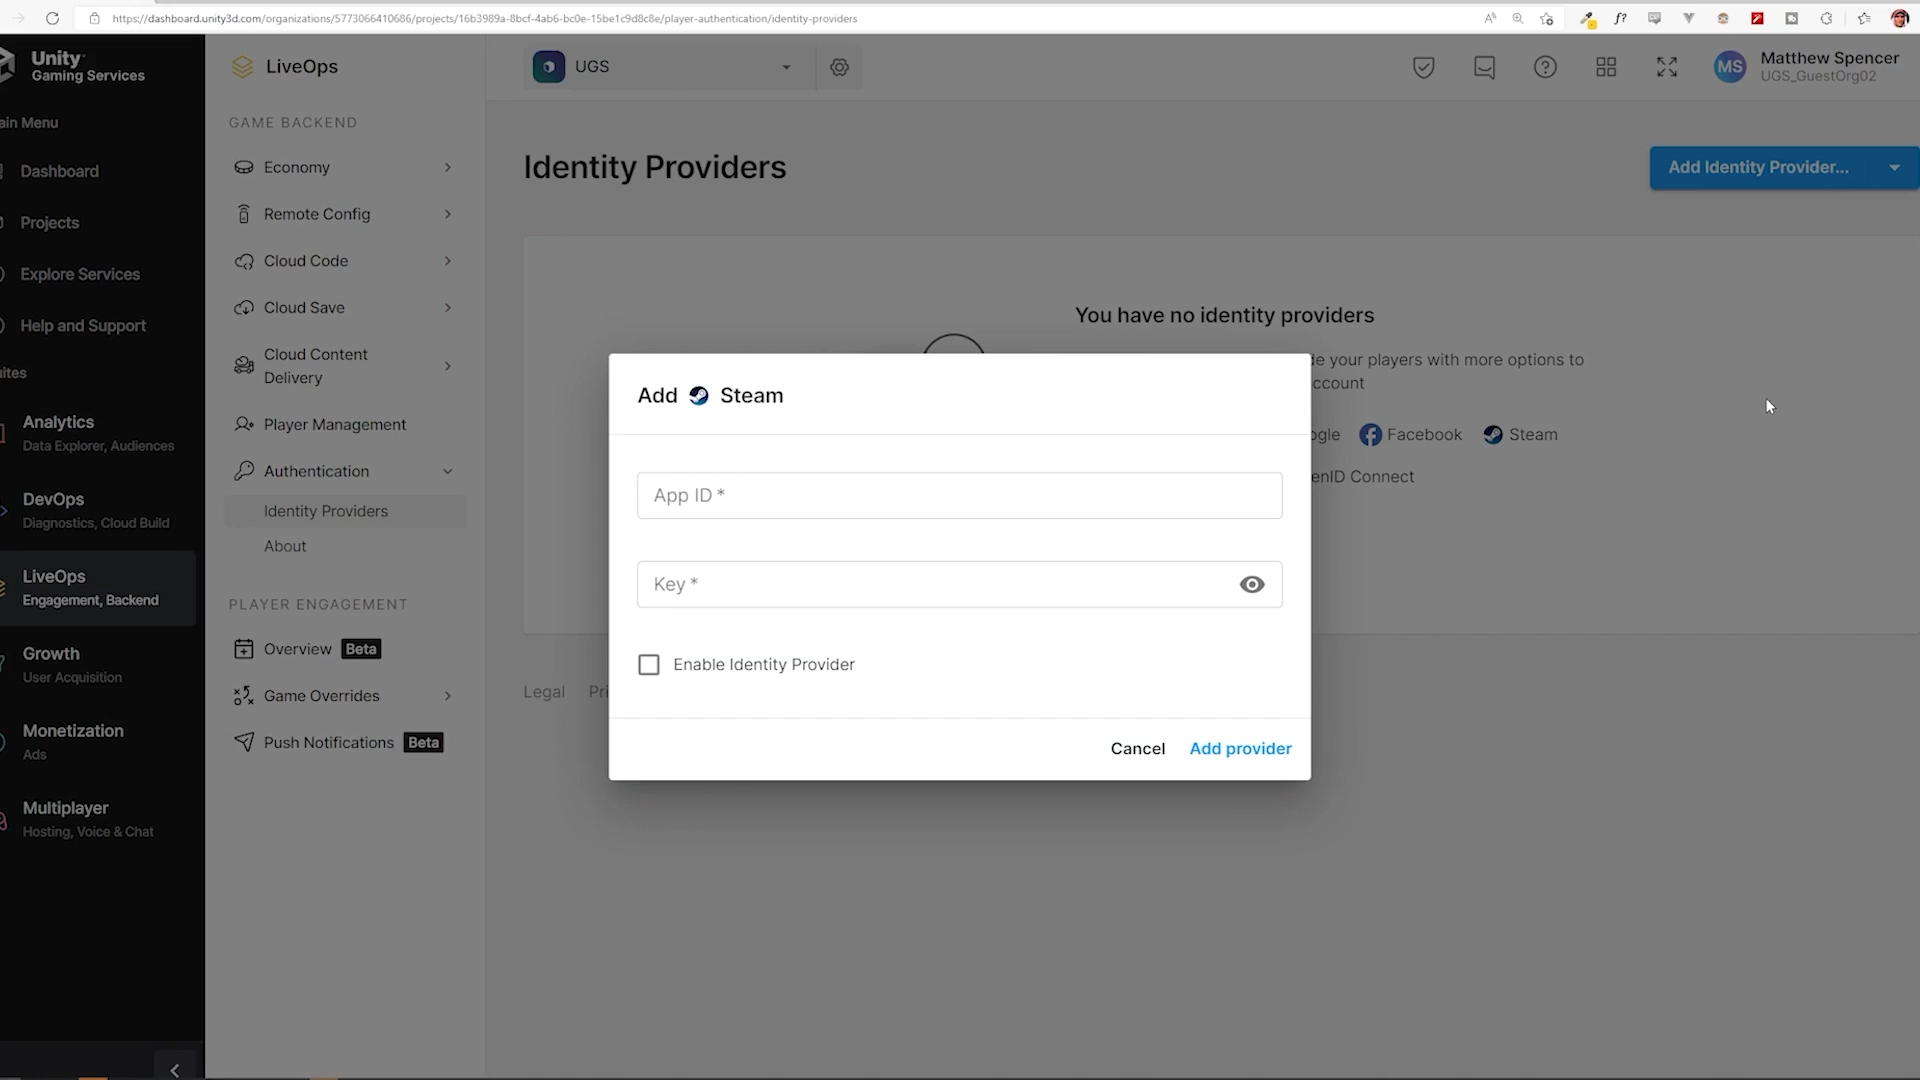 https://dashboard.unity3d.com/organizations/5773066410686/projects/16b3989a-8bcf-4ab6-bc0e-15be1c9d8c8e/player-authentication/identity-providers
Unity
Gaming Services
LiveOps
UGS
MS
Matthew Spencer
UGS_GuestOrg02
ain Menu
Dashboard
Projects
Explore Services
Help and Support
ites
Analytics
Data Explorer, Audiences
DevOps
Diagnostics, Cloud Build
LiveOps
Engagement, Backend
Growth
User Acquisition
Monetization
Ads
Multiplayer
Hosting, Voice & Chat
GAME BACKEND
Economy
Remote Config
Cloud Code
Cloud Save
Cloud Content
Delivery
Player Management
Authentication
Identity Providers
About
PLAYER ENGAGEMENT
Overview Beta
Game Overrides
Push Notifications Beta
Identity Providers
Add Identity Provider...
You have no identity providers
de your players with more options to
ccount
ogle Facebook Steam
enID Connect
Legal Pri
Add Steam
App ID *
Key *
Enable Identity Provider
Cancel Add provider